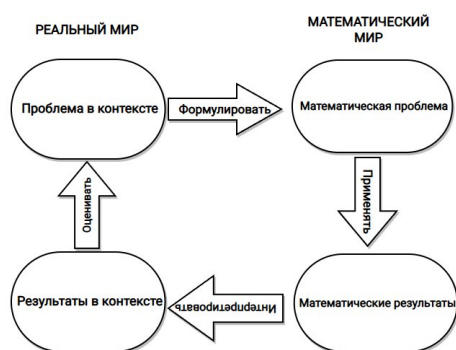 РЕАЛЬНЫЙ МИР
МАТЕМАТИЧЕСКИЙ
МИР
Проблема в контексте
Формулировать
Математическая проблема
Применять
Математические результаты
Интерпретировать
Результаты в контексте
Оценивать